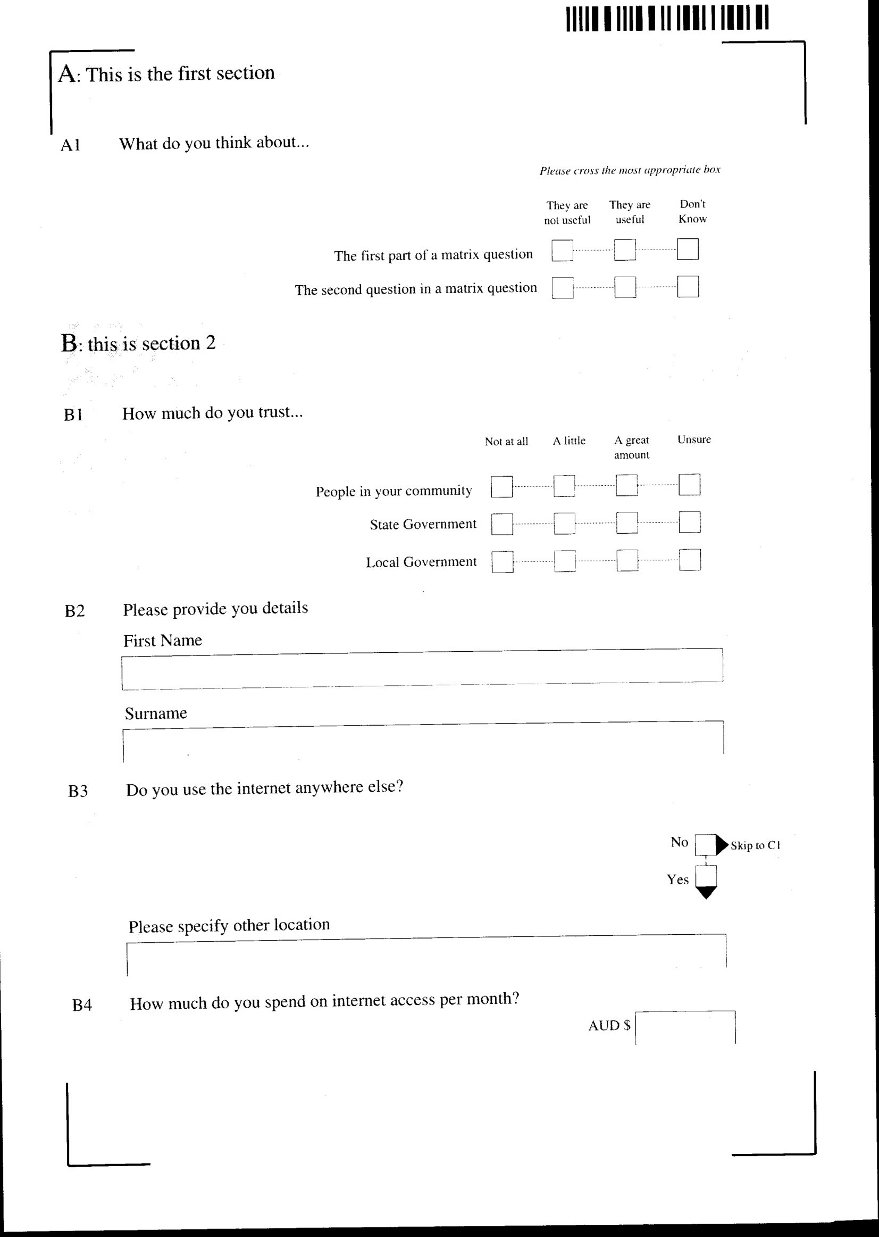 A: This is the first section
A1 What do you think about...
Please cross the most appropriate box
They are not useful They are useful Don't Know
The first part of a matrix question
The second question in a matrix question
B: this is section 2
B1 How much do you trust...
Not at all A little A great amount Unsure
People in your community
State Government
Local Government
B2 Please provide you details
First Name
Surname
B3 Do you use the internet anywhere else?
No Skip to C1
Yes
Please specify other location
B4 How much do you spend on internet access per month?
AUD $